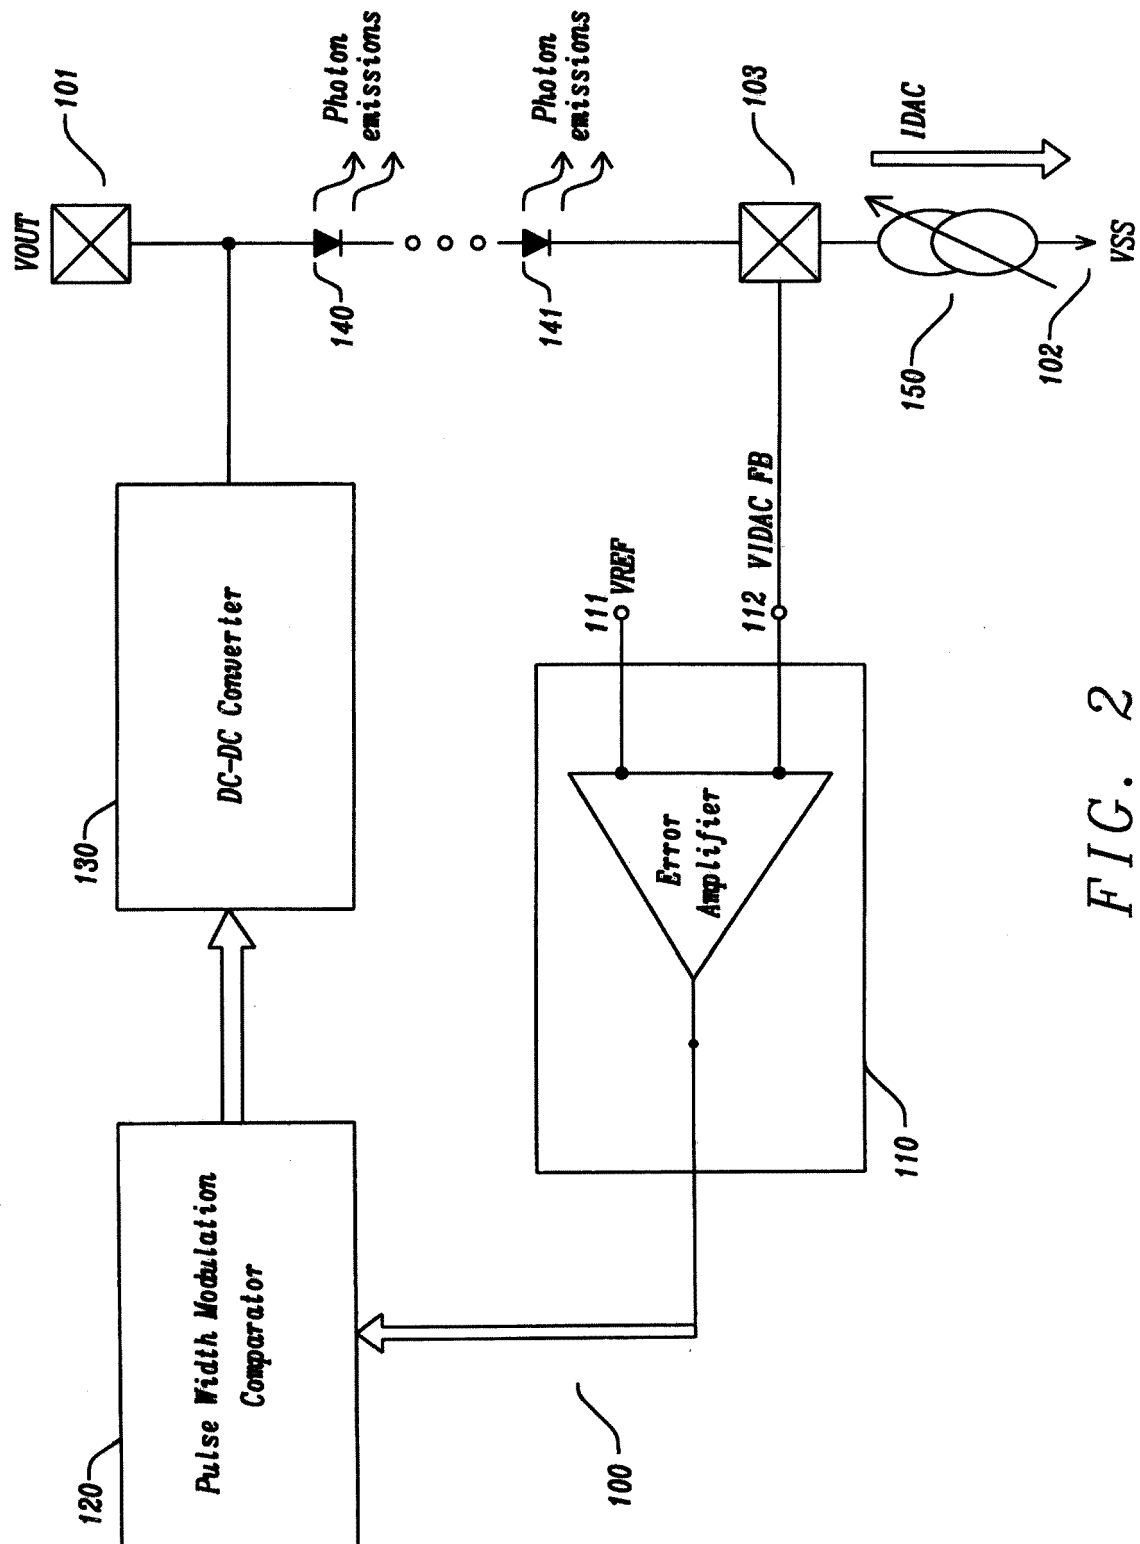 120
Pulse Width Modulation
Comparator
130
DC-DC Converter
VOUT
101
140
Photon
emissions
141
Photon
emissions
103
IDAC
150
102
VSS
111
VREF
112 VIDAC FB
Error
Amplifier
110
100
FIG. 2